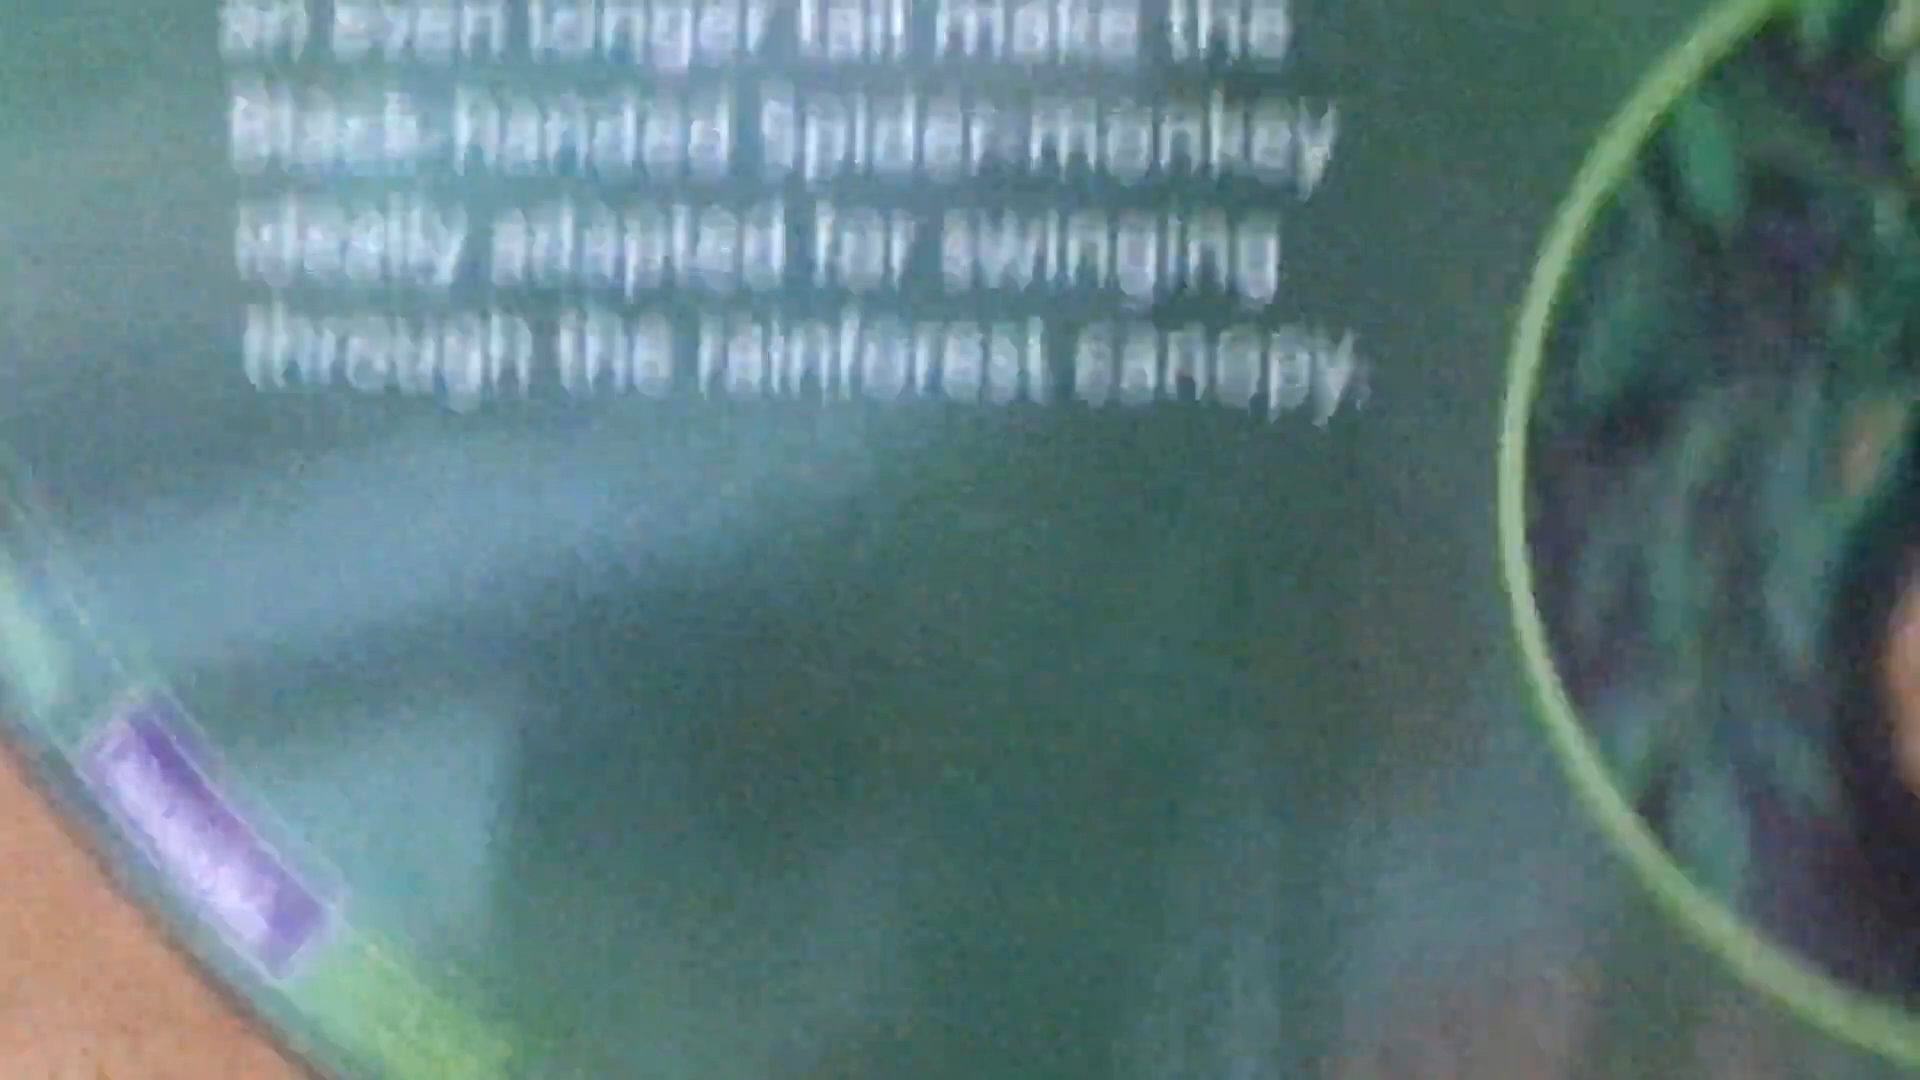 an even longer tail make the
Black-handed Spider monkey
ideally adapted for swinging
through the rainforest canopy.